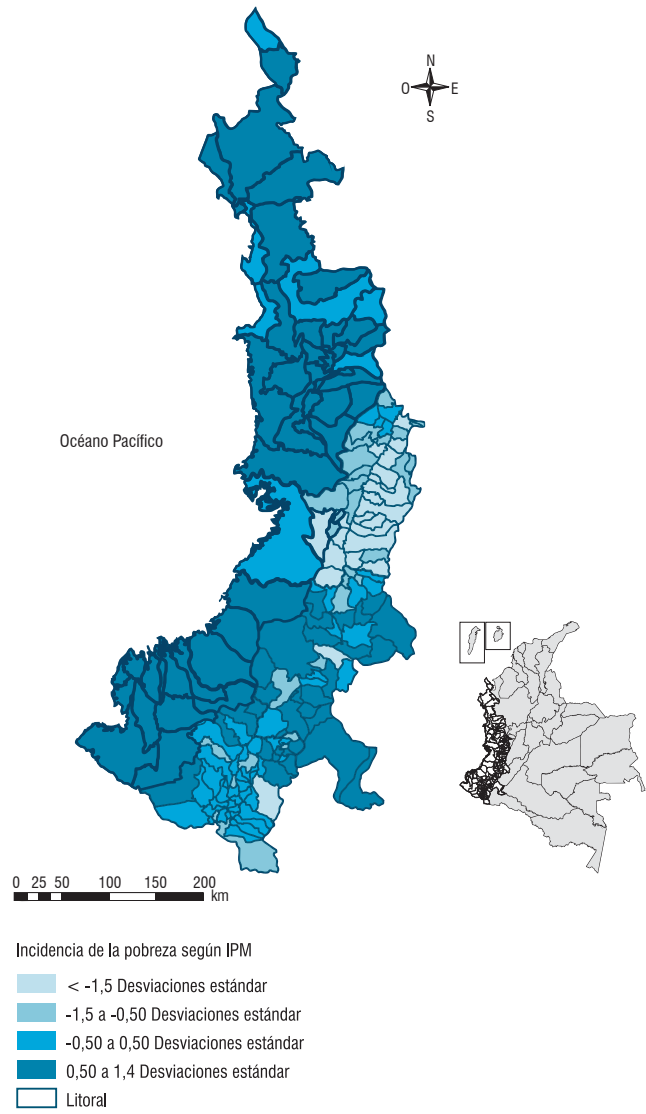 N
O E
S
Océano Pacífico
0 25 50 100 150 200
km
Incidencia de la pobreza según IPM
< -1,5 Desviaciones estándar
-1,5 a -0,50 Desviaciones estándar
-0,50 a 0,50 Desviaciones estándar
0,50 a 1,4 Desviaciones estándar
Litoral